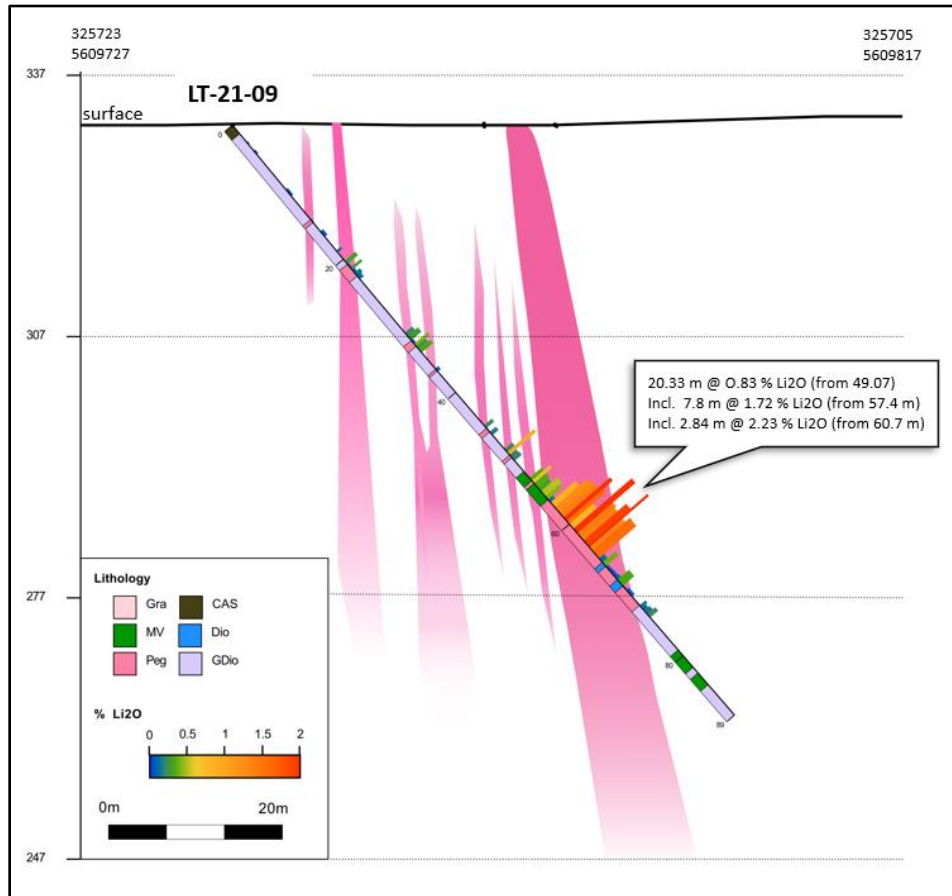 325723
5609727
325705
5609817
337
LT-21-09
surface
0
20
307
40
20.33 m @ 0.83 % Li2O (from 49.07)
Incl. 7.8 m @ 1.72 % Li2O (from 57.4 m)
Incl. 2.84 m @ 2.23 % Li2O (from 60.7 m)
60
277
80
89
Lithology
Gra CAS
MV Dio
Peg GDio
% Li2O
0 0.5 1 1.5 2
0m 20m
247